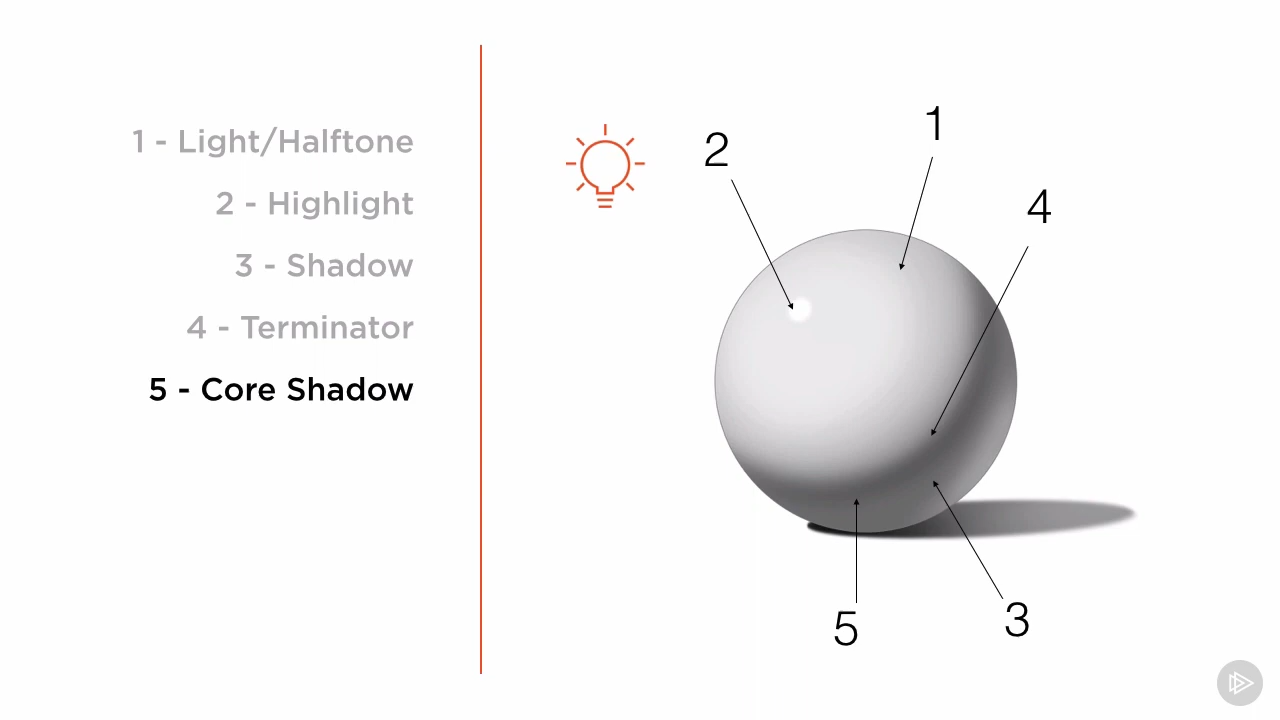 1 - Light/Halftone
2 - Highlight
3 - Shadow
4 - Terminator
5 - Core Shadow
1
2
4
3
5